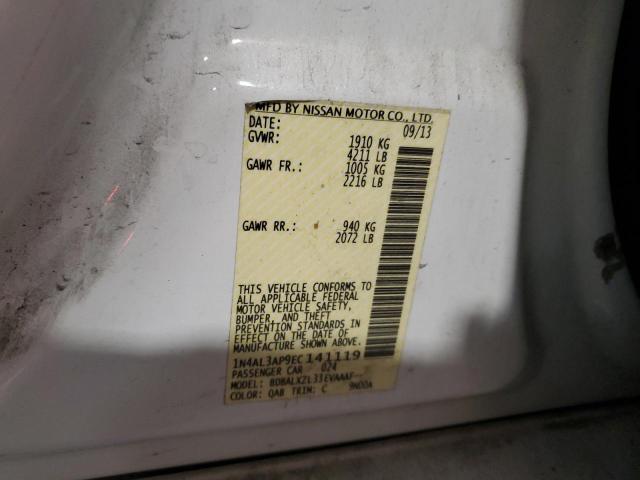 MFD BY NISSAN MOTOR CO., LTD.
DATE: 09/13
GVWR: 1910 KG
4211 LB
GAWR FR.: 1005 KG
2216 LB
GAWR RR.: 940 KG
2072 LB
THIS VEHICLE CONFORMS TO
ALL APPLICABLE FEDERAL
MOTOR VEHICLE SAFETY,
BUMPER, AND THEFT
PREVENTION STANDARDS IN
EFFECT ON THE DATE OF
MANUFACTURE SHOWN ABOVE.
1N4AL3AP9EC141119
PASSENGER CAR 024
MODEL: BDBALXZL33EVAAAF--
COLOR: QAB TRIM: C 9N00A